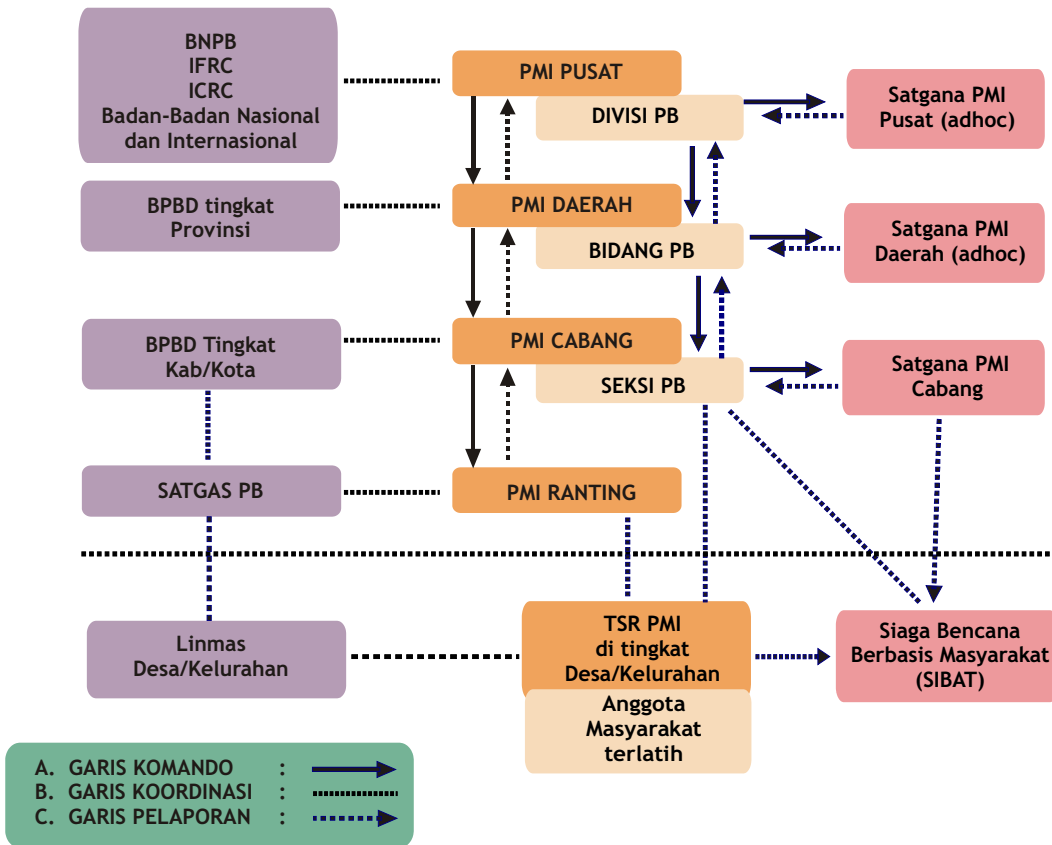 BNPB
IFRC
ICRC
Badan-Badan Nasional
dan Internasional
PMI PUSAT
DIVISI PB
Satgana PMI
Pusat (adhoc)
BPBD tingkat
Provinsi
PMI DAERAH
BIDANG PB
Satgana PMI
Daerah (adhoc)
BPBD Tingkat
Kab/Kota
PMI CABANG
SEKSI PB
Satgana PMI
Cabang
SATGAS PB
PMI RANTING
Linmas
Desa/Kelurahan
TSR PMI
di tingkat
Desa/Kelurahan
Anggota
Masyarakat
terlatih
Siaga Bencana
Berbasis Masyarakat
(SIBAT)
A. GARIS KOMANDO :
B. GARIS KOORDINASI :
C. GARIS PELAPORAN :